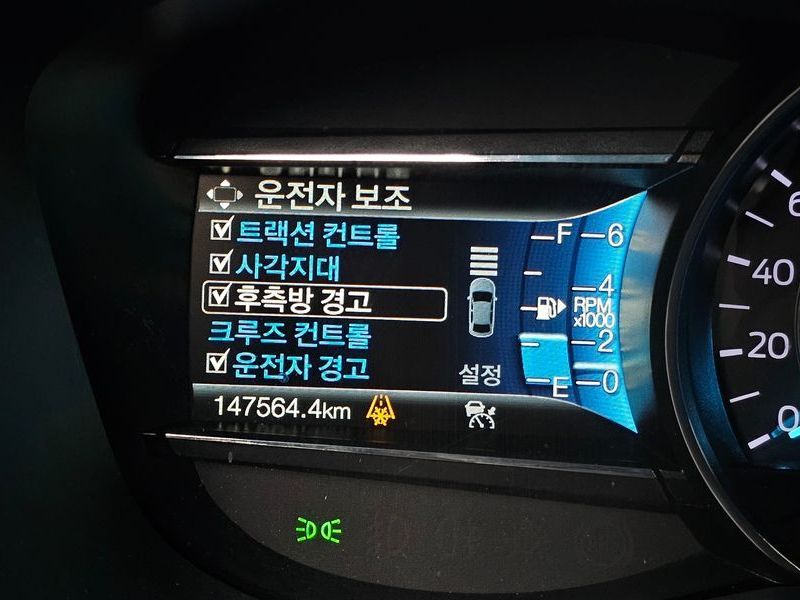 운전자 보조
트랙션 컨트롤
사각지대
후측방 경고
크루즈 컨트롤
운전자 경고
설정
F
E
6
4
RPM
x1000
2
0
147564.4km
6
40
20
0